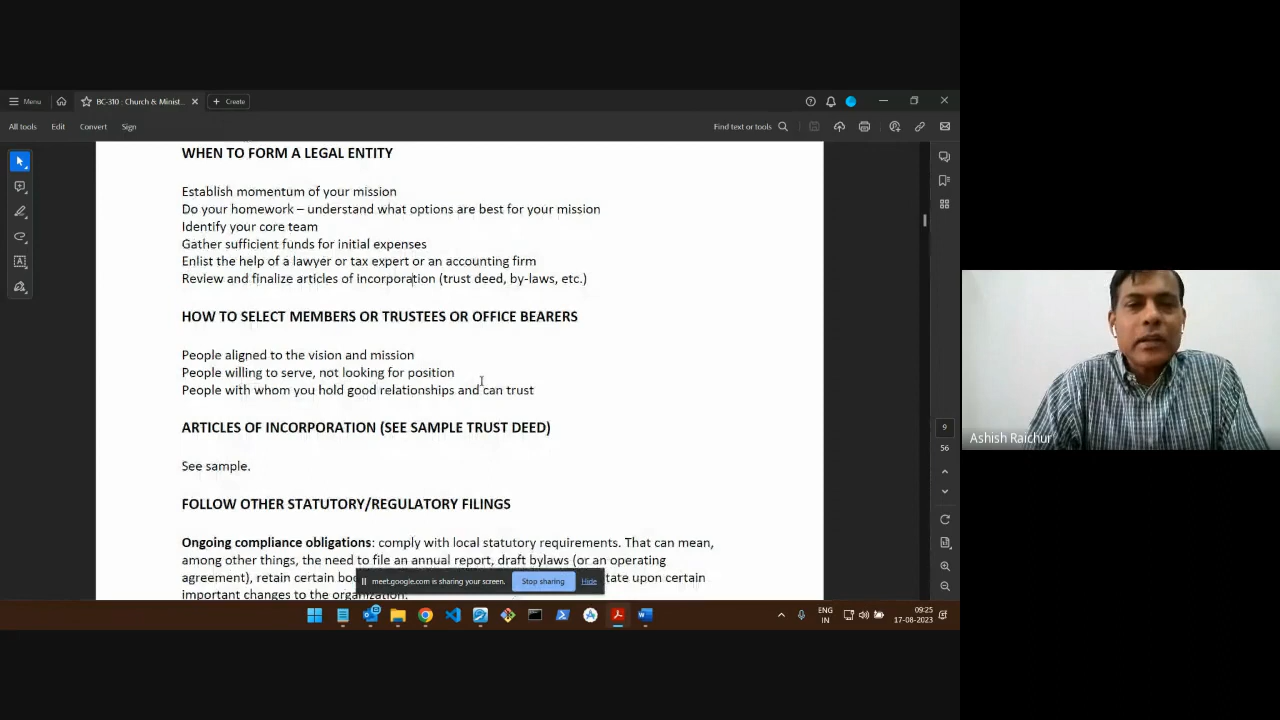 Menu
BC-310 : Church & Minist...
Create
All tools Edit Convert Sign
Find text or tools
WHEN TO FORM A LEGAL ENTITY
Establish momentum of your mission
Do your homework – understand what options are best for your mission
Identify your core team
Gather sufficient funds for initial expenses
Enlist the help of a lawyer or tax expert or an accounting firm
Review and finalize articles of incorporation (trust deed, by-laws, etc.)
HOW TO SELECT MEMBERS OR TRUSTEES OR OFFICE BEARERS
People aligned to the vision and mission
People willing to serve, not looking for position
People with whom you hold good relationships and can trust
ARTICLES OF INCORPORATION (SEE SAMPLE TRUST DEED)
See sample.
FOLLOW OTHER STATUTORY/REGULATORY FILINGS
Ongoing compliance obligations: comply with local statutory requirements. That can mean,
among other things, the need to file an annual report, draft bylaws (or an operating
agreement), retain certain upon certain
important changes to the organization.
meet.google.com is sharing your screen. Stop sharing Hide
9
56
Ashish Raichur
ENG
IN
09:25
17-08-2023